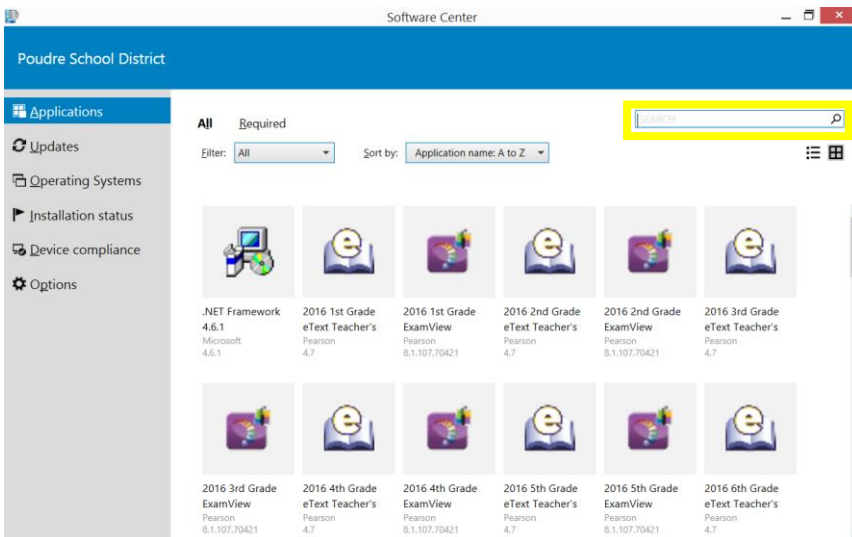 Software Center
Poudre School District
Applications
Updates
Operating Systems
Installation status
Device compliance
Options
All Required
SEARCH
Filter: All Sort by: Application name: A to Z
.NET Framework
4.6.1
Microsoft
4.6.1
2016 1st Grade
eText Teacher's
Pearson
4.7
2016 1st Grade
ExamView
Pearson
8.1.107.70421
2016 2nd Grade
eText Teacher's
Pearson
4.7
2016 2nd Grade
ExamView
Pearson
8.1.107.70421
2016 3rd Grade
eText Teacher's
Pearson
4.7
2016 3rd Grade
ExamView
Pearson
8.1.107.70421
2016 4th Grade
eText Teacher's
Pearson
4.7
2016 4th Grade
ExamView
Pearson
8.1.107.70421
2016 5th Grade
eText Teacher's
Pearson
4.7
2016 5th Grade
ExamView
Pearson
8.1.107.70421
2016 6th Grade
eText Teacher's
Pearson
4.7